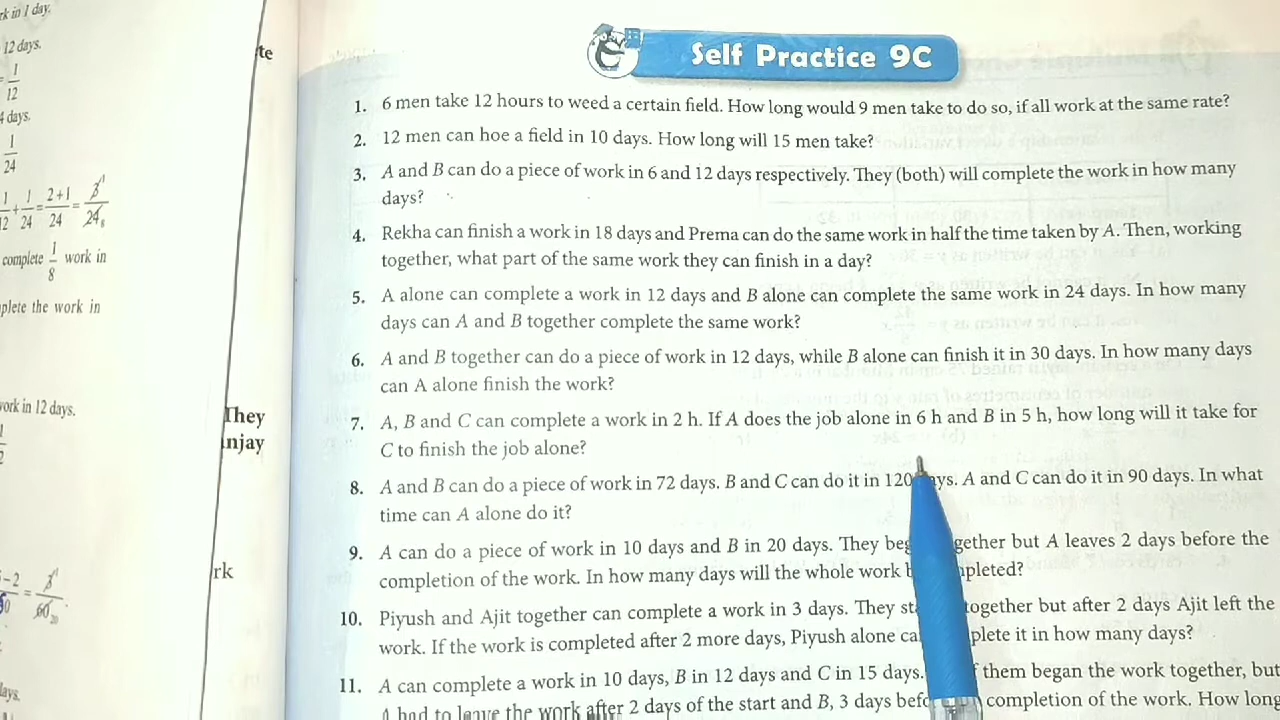 rk in 1 day.
12 days.
1
12
4 days.
1
24
1/12 + 1/24 = 2+1/24 = 3/24
complete 1/8 work in
plete the work in
work in 12 days.
te
They
njay
rk
Self Practice 9C
1. 6 men take 12 hours to weed a certain field. How long would 9 men take to do so, if all work at the same rate?
2. 12 men can hoe a field in 10 days. How long will 15 men take?
3. A and B can do a piece of work in 6 and 12 days respectively. They (both) will complete the work in how many
days?
4. Rekha can finish a work in 18 days and Prema can do the same work in half the time taken by A. Then, working
together, what part of the same work they can finish in a day?
5. A alone can complete a work in 12 days and B alone can complete the same work in 24 days. In how many
days can A and B together complete the same work?
6. A and B together can do a piece of work in 12 days, while B alone can finish it in 30 days. In how many days
can A alone finish the work?
7. A, B and C can complete a work in 2 h. If A does the job alone in 6 h and B in 5 h, how long will it take for
C to finish the job alone?
8. A and B can do a piece of work in 72 days. B and C can do it in 120 ays. A and C can do it in 90 days. In what
time can A alone do it?
9. A can do a piece of work in 10 days and B in 20 days. They beg gether but A leaves 2 days before the
completion of the work. In how many days will the whole work pleted?
10. Piyush and Ajit together can complete a work in 3 days. They st together but after 2 days Ajit left the
work. If the work is completed after 2 more days, Piyush alone ca plete it in how many days?
11. A can complete a work in 10 days, B in 12 days and C in 15 days. f them began the work together, but
A had to leave the work after 2 days of the start and B, 3 days befo completion of the work. How long